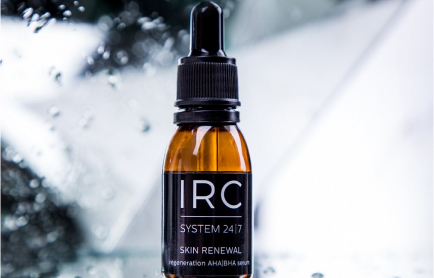 IRC
SYSTEM 24|7
SKIN RENEWAL
regeneration AHA|BHA serum